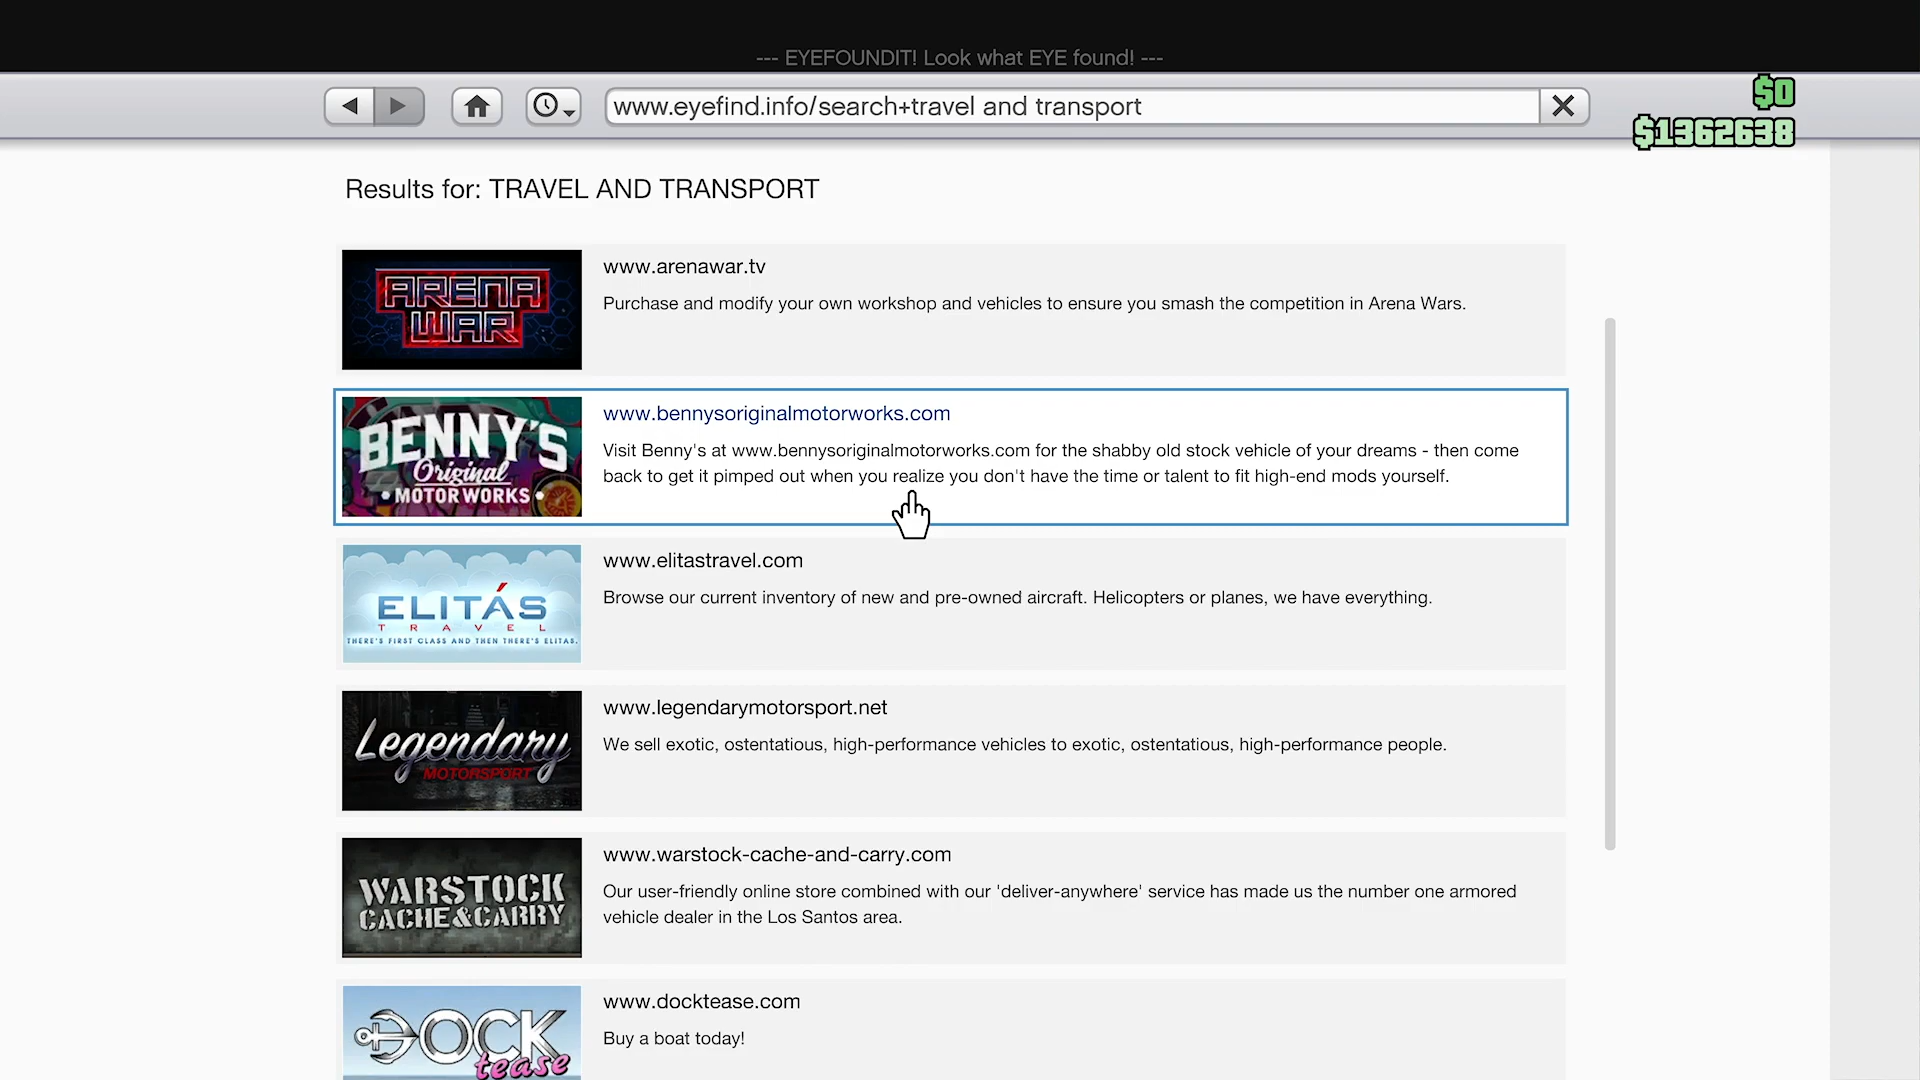 --- EYEFOUNDIT! Look what EYE found! ---
www.eyefind.info/search+travel and transport
$0
$1362638
Results for: TRAVEL AND TRANSPORT
ARENA
WAR
www.arenawar.tv
Purchase and modify your own workshop and vehicles to ensure you smash the competition in Arena Wars.
BENNY'S
Original
MOTORWORKS
www.bennysoriginalmotorworks.com
Visit Benny's at www.bennysoriginalmotorworks.com for the shabby old stock vehicle of your dreams - then come
back to get it pimped out when you realize you don't have the time or talent to fit high-end mods yourself.
ELITÁS
TRAVEL
THERE'S FIRST CLASS AND THEN THERE'S ELITAS.
www.elitastravel.com
Browse our current inventory of new and pre-owned aircraft. Helicopters or planes, we have everything.
Legendary
MOTORSPORT
www.legendarymotorsport.net
We sell exotic, ostentatious, high-performance vehicles to exotic, ostentatious, high-performance people.
WARSTOCK
CACHE&CARRY
www.warstock-cache-and-carry.com
Our user-friendly online store combined with our 'deliver-anywhere' service has made us the number one armored
vehicle dealer in the Los Santos area.
DOCK
tease
www.docktease.com
Buy a boat today!